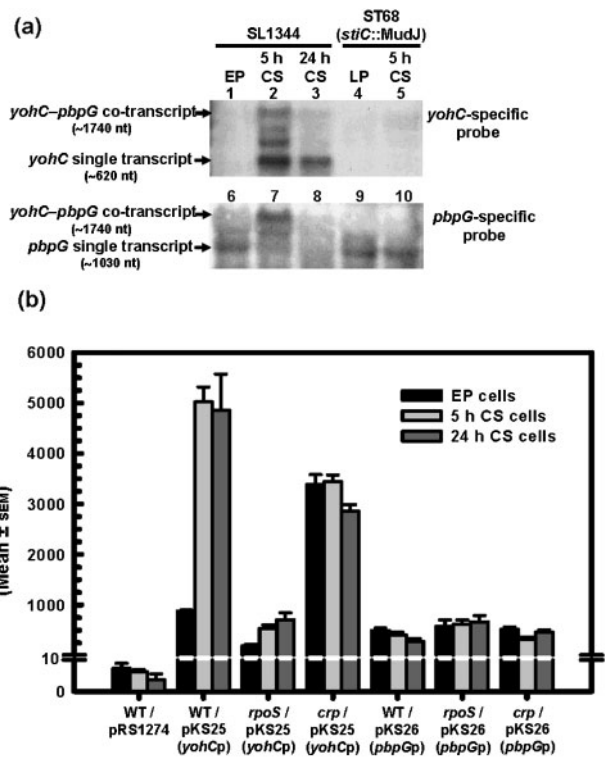 (a)
SL1344
ST68
(stiC::MudJ)
5 h
24 h
5 h
EP
CS
CS
LP
CS
1
2
3
4
5
yohC–pbpG co-transcript
(~1740 nt)
yohC single transcript
(~620 nt)
yohC-specific
probe
6
7
8
9
10
yohC–pbpG co-transcript
(~1740 nt)
pbpG single transcript
(~1030 nt)
pbpG-specific
probe
(b)
(Mean ± SEM)
6000
5000
4000
3000
2000
1000
10
0
EP cells
5 h CS cells
24 h CS cells
WT /
pRS1274
WT /
pKS25
(yohCp)
rpoS /
pKS25
(yohCp)
crp /
pKS25
(yohCp)
WT /
pKS26
(pbpGp)
rpoS /
pKS26
(pbpGp)
crp /
pKS26
(pbpGp)